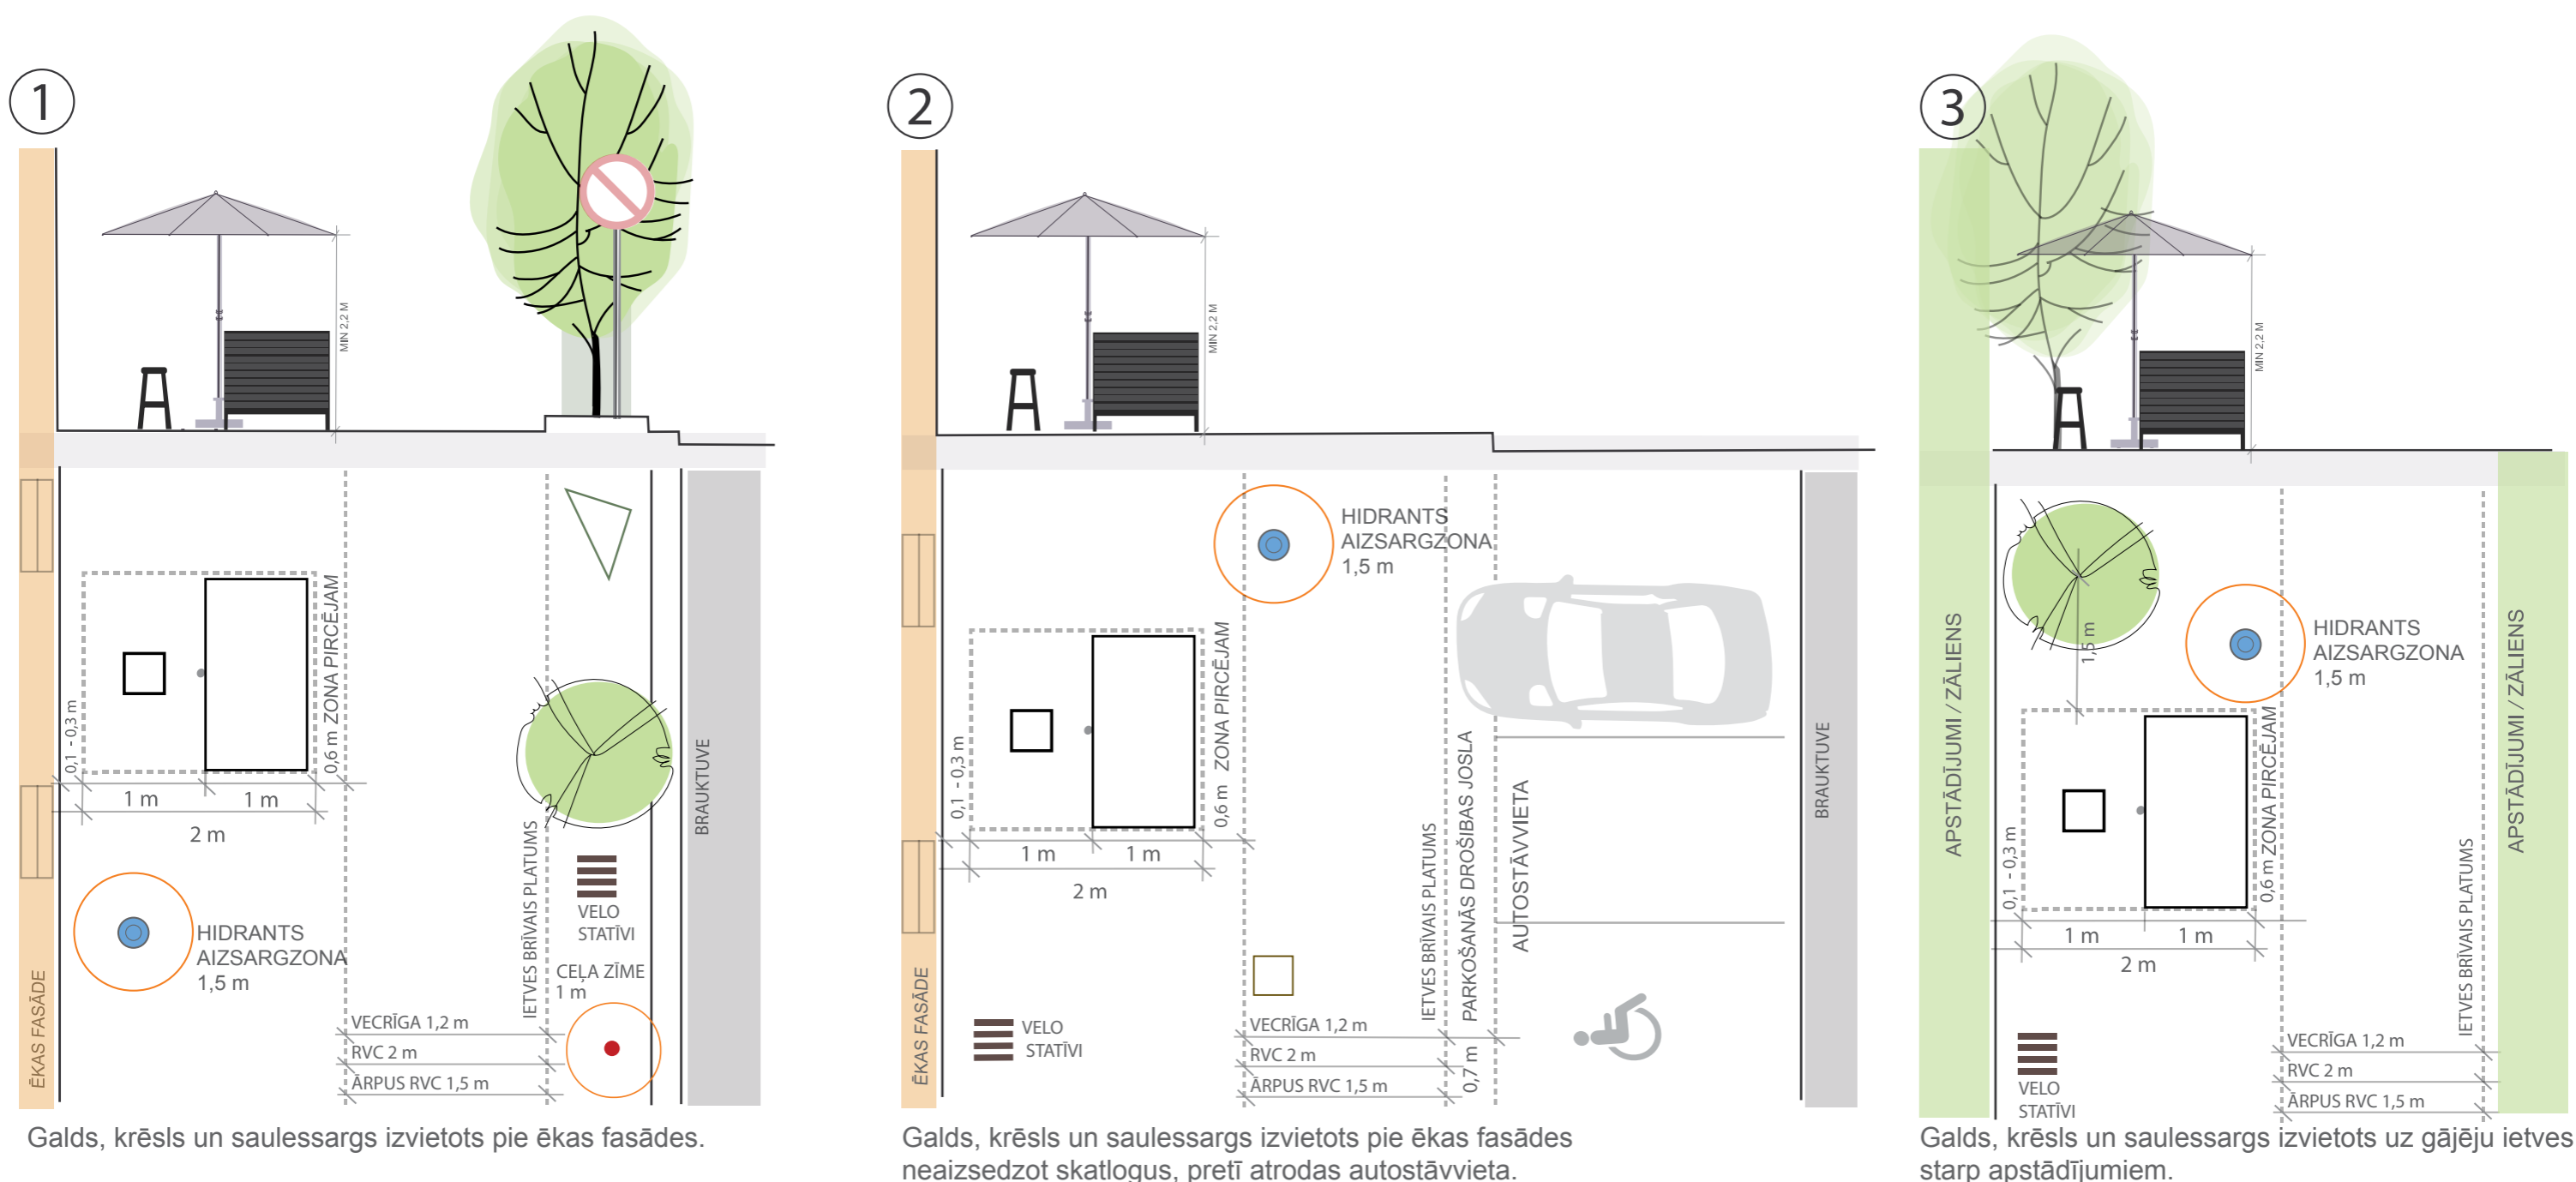 1
MIN 2,2 M
0,1 - 0,3 m
0,6 m ZONA PIRCĒJAM
1 m
1 m
2 m
HIDRANTS
AIZSARGZONA
1,5 m
ĒKAS FASĀDE
IETVES BRĪVAIS PLATUMS
VELO
STATĪVI
CEĻA ZĪME
1 m
BRAUKTUVE
VECRĪGA 1,2 m
RVC 2 m
ĀRPUS RVC 1,5 m
Galds, krēsls un saulessargs izvietots pie ēkas fasādes.
2
MIN 2,2 M
HIDRANTS
AIZSARGZONA
1,5 m
0,1 - 0,3 m
0,6 m ZONA PIRCĒJAM
1 m
1 m
2 m
ĒKAS FASĀDE
VELO
STATĪVI
IETVES BRĪVAIS PLATUMS
0,7 m PARKOŠANĀS DROŠIBAS JOSLA
AUTOSTĀVVIETA
BRAUKTUVE
VECRĪGA 1,2 m
RVC 2 m
ĀRPUS RVC 1,5 m
Galds, krēsls un saulessargs izvietots pie ēkas fasādes
neaizsedzot skatlogus, pretī atrodas autostāvvieta.
3
MIN 2,2 M
APSTĀDĪJUMI / ZĀLIENS
1,5 m
HIDRANTS
AIZSARGZONA
1,5 m
0,1 - 0,3 m
0,6 m ZONA PIRCĒJAM
1 m
1 m
2 m
IETVES BRĪVAIS PLATUMS
APSTĀDĪJUMI / ZĀLIENS
VELO
STATĪVI
VECRĪGA 1,2 m
RVC 2 m
ĀRPUS RVC 1,5 m
Galds, krēsls un saulessargs izvietots uz gājēju ietves
starp apstādījumiem.